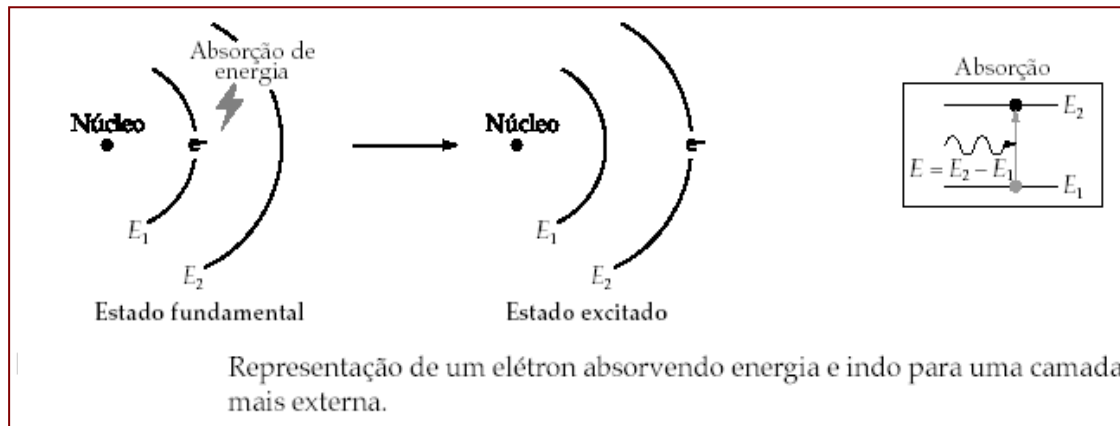 Absorção de
energia
Núcleo
e-
E1
E2
Estado fundamental
Núcleo
e-
E1
E2
Estado excitado
Absorção
E2
E = E2 – E1
E1
Representação de um elétron absorvendo energia e indo para uma camada
mais externa.